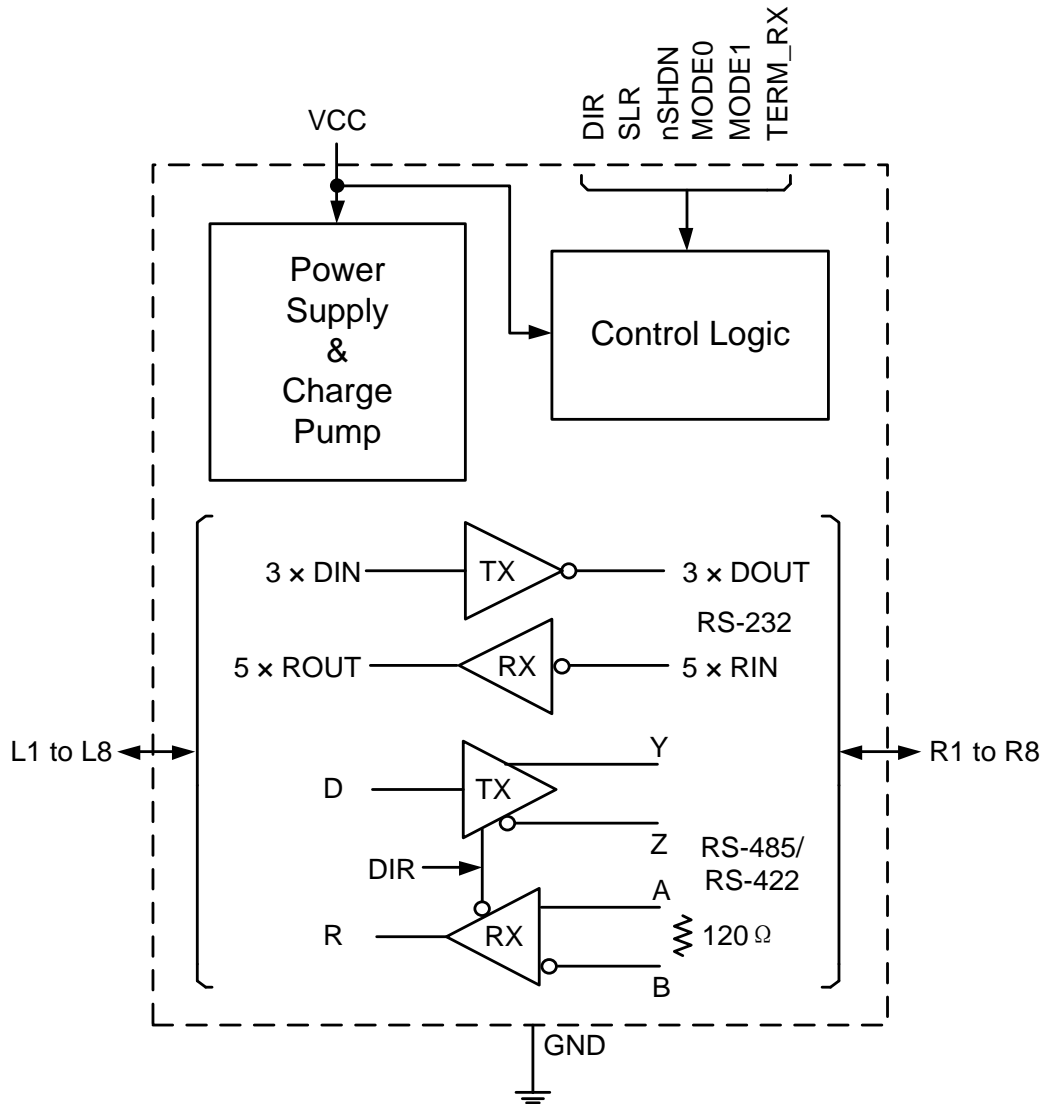 DIR
SLR
nSHDN
MODE0
MODE1
TERM_RX
VCC
Power
Supply
&
Charge
Pump
Control Logic
3 × DIN
TX
3 × DOUT
RS-232
5 × ROUT
RX
5 × RIN
L1 to L8
R1 to R8
D
TX
Y
Z
DIR
RS-485/
RS-422
R
RX
A
120 Ω
B
GND